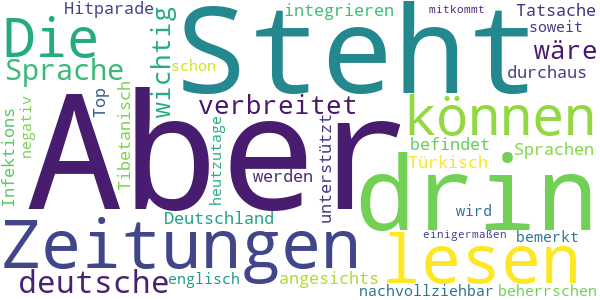 Hitparade
integrieren
mitkommt
Tatsache
Die
Steht
soweit
wichtig
wäre
Sprache
schon
durchaus
Top
Tibetanisch
verbreitet
können
negativ
Infektions
Aber
heutzutage
unterstützt
befindet
Sprachen
Türkisch
drin
werden
Deutschland
wird
Zeitungen
einigermaßen
bemerkt
lesen
deutsche
englisch
angesichts
nachvollziehbar
beherrschen